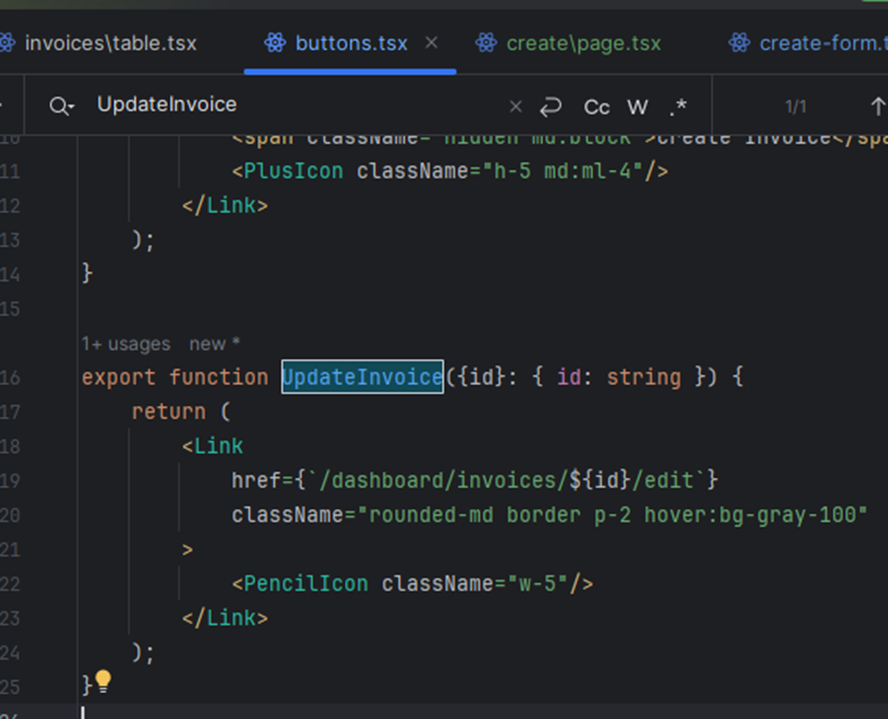 invoices\table.tsx buttons.tsx create\page.tsx create-form.t
UpdateInvoice Cc W .* 1/1
10 <span className="hidden md:block">Create Invoice</spa
11 <PlusIcon className="h-5 md:ml-4"/>
12 </Link>
13 );
14 }
15
1+ usages new *
16 export function UpdateInvoice({id}: { id: string }) {
17 return (
18 <Link
19 href={`/dashboard/invoices/${id}/edit`}
20 className="rounded-md border p-2 hover:bg-gray-100"
21 >
22 <PencilIcon className="w-5"/>
23 </Link>
24 );
25 }
26